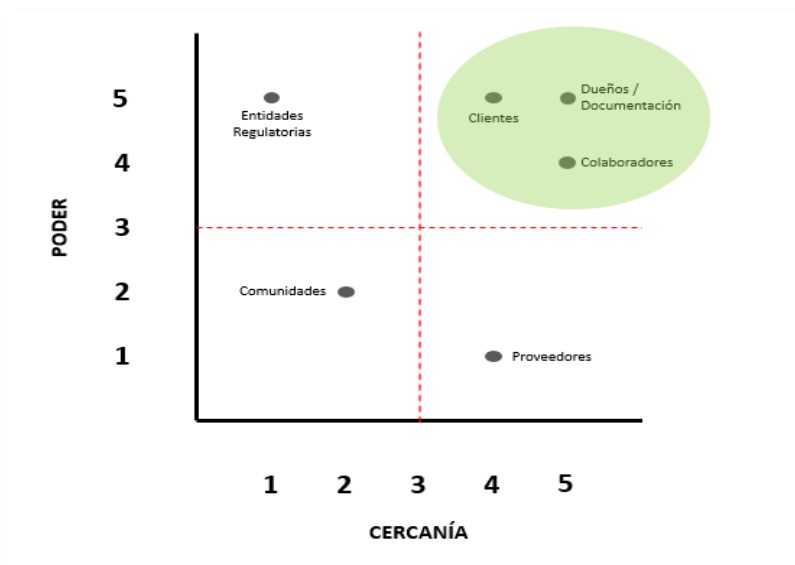 5
4
3
2
1
PODER
Entidades
Regulatorias
Clientes
Dueños /
Documentación
Colaboradores
Comunidades
Proveedores
1 2 3 4 5
CERCANÍA